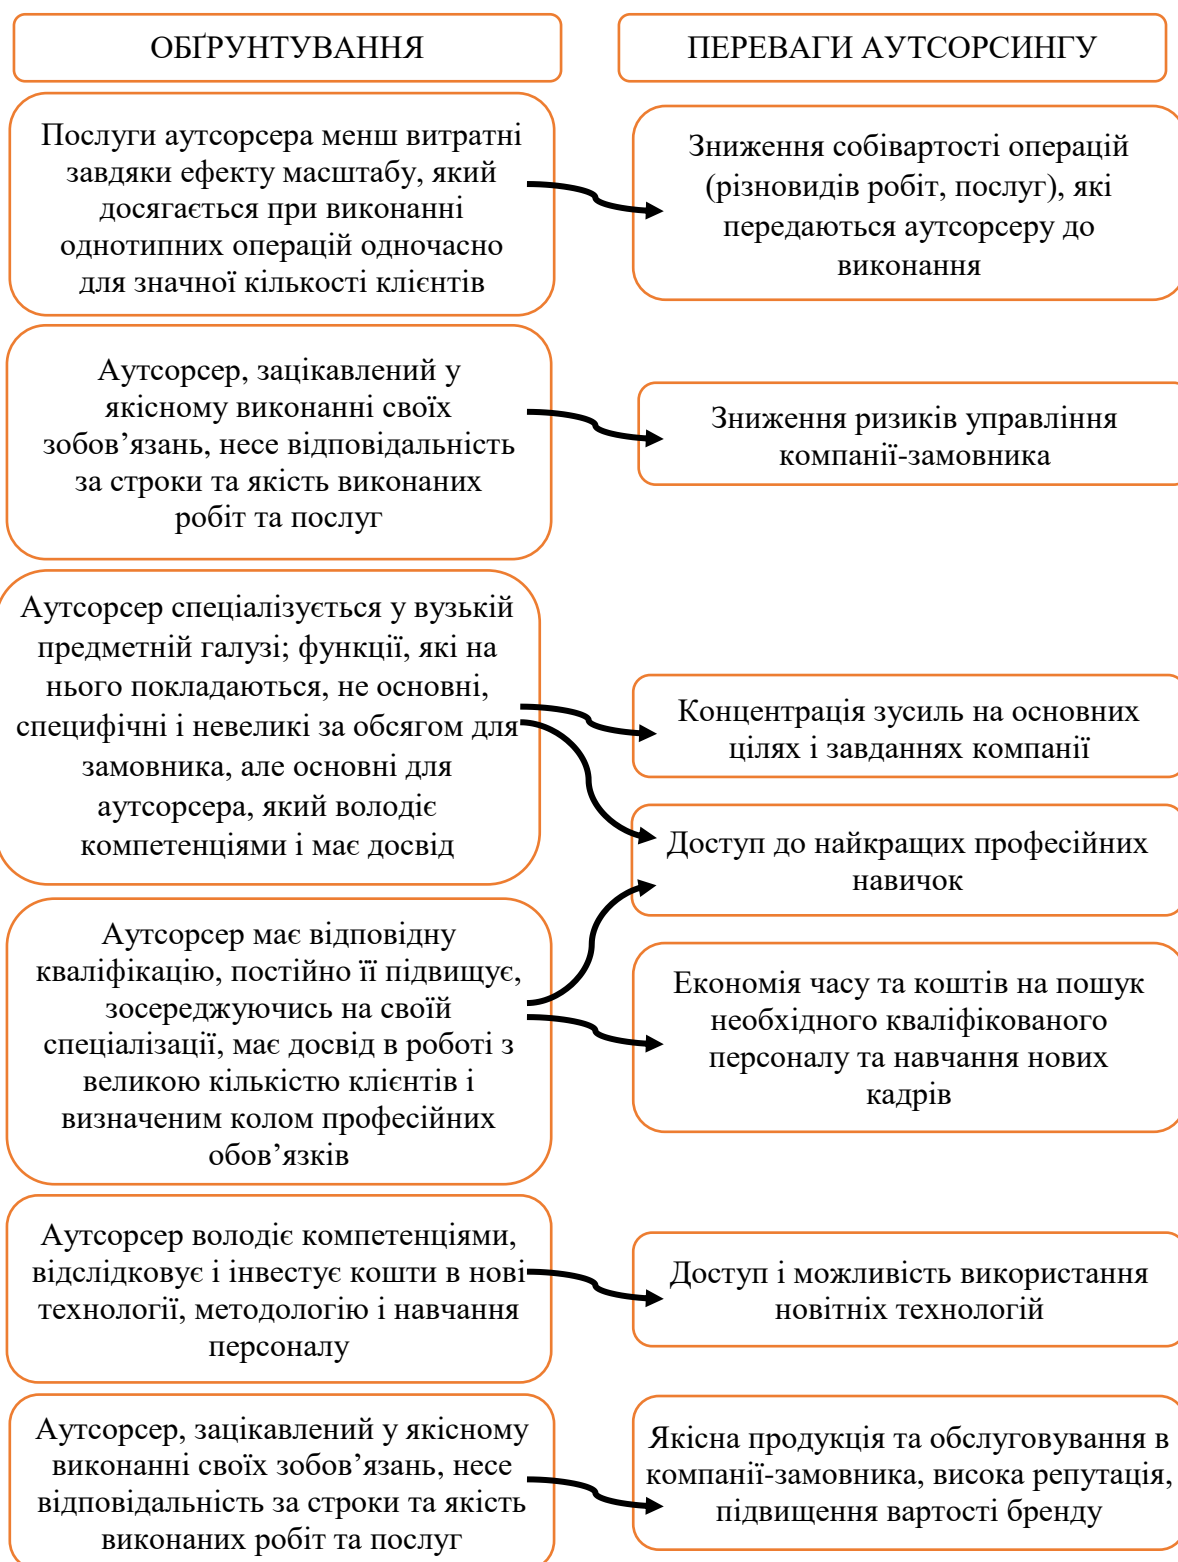 ОБҐРУНТУВАННЯ
ПЕРЕВАГИ АУТСОРСИНГУ
Послуги аутсорсера менш витратні
завдяки ефекту масштабу, який
досягається при виконанні
однотипних операцій одночасно
для значної кількості клієнтів
Зниження собівартості операцій
(різновидів робіт, послуг), які
передаються аутсорсеру до
виконання
Аутсорсер, зацікавлений у
якісному виконанні своїх
зобов’язань, несе відповідальність
за строки та якість виконаних
робіт та послуг
Зниження ризиків управління
компанії-замовника
Аутсорсер спеціалізується у вузькій
предметній галузі; функції, які на
нього покладаються, не основні,
специфічні і невеликі за обсягом для
замовника, але основні для
аутсорсера, який володіє
компетенціями і має досвід
Концентрація зусиль на основних
цілях і завданнях компанії
Доступ до найкращих професійних
навичок
Аутсорсер має відповідну
кваліфікацію, постійно її підвищує,
зосереджуючись на своїй
спеціалізації, має досвід в роботі з
великою кількістю клієнтів і
визначеним колом професійних
обов’язків
Економія часу та коштів на пошук
необхідного кваліфікованого
персоналу та навчання нових
кадрів
Аутсорсер володіє компетенціями,
відслідковує і інвестує кошти в нові
технології, методологію і навчання
персоналу
Доступ і можливість використання
новітніх технологій
Аутсорсер, зацікавлений у якісному
виконанні своїх зобов’язань, несе
відповідальність за строки та якість
виконаних робіт та послуг
Якісна продукція та обслуговування в
компанії-замовника, висока репутація,
підвищення вартості бренду